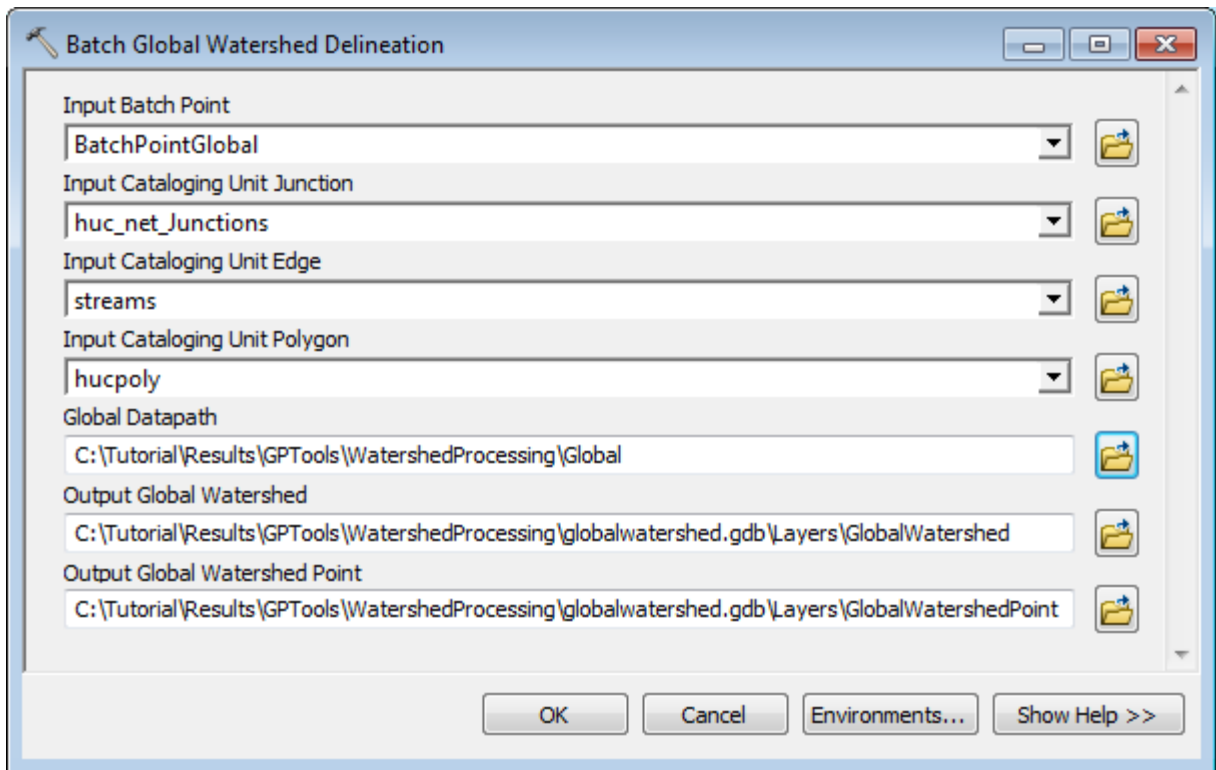 Batch Global Watershed Delineation
Input Batch Point
BatchPointGlobal
Input Cataloging Unit Junction
huc_net_Junctions
Input Cataloging Unit Edge
streams
Input Cataloging Unit Polygon
hucpoly
Global Datapath
C:\Tutorial\Results\GPTools\WatershedProcessing\Global
Output Global Watershed
C:\Tutorial\Results\GPTools\WatershedProcessing\globalwatershed.gdb\Layers\GlobalWatershed
Output Global Watershed Point
C:\Tutorial\Results\GPTools\WatershedProcessing\globalwatershed.gdb\Layers\GlobalWatershedPoint
OK Cancel Environments... Show Help >>